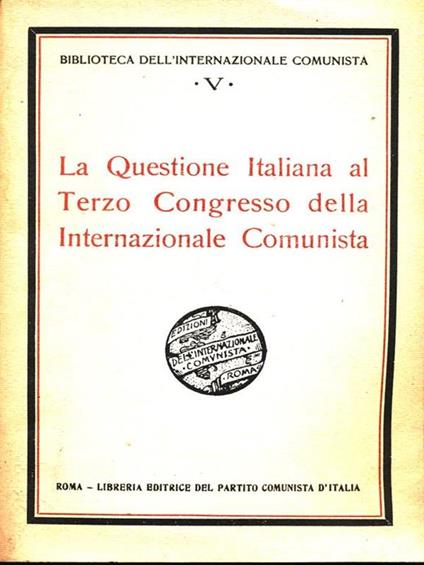 BIBLIOTECA DELL'INTERNAZIONALE COMUNISTA
· V ·
La Questione Italiana al
Terzo Congresso della
Internazionale Comunista
EDIZIONI
DELL'INTERNAZIONALE
COMVNISTA ·
ROMA ·
ROMA – LIBRERIA EDITRICE DEL PARTITO COMUNISTA D'ITALIA